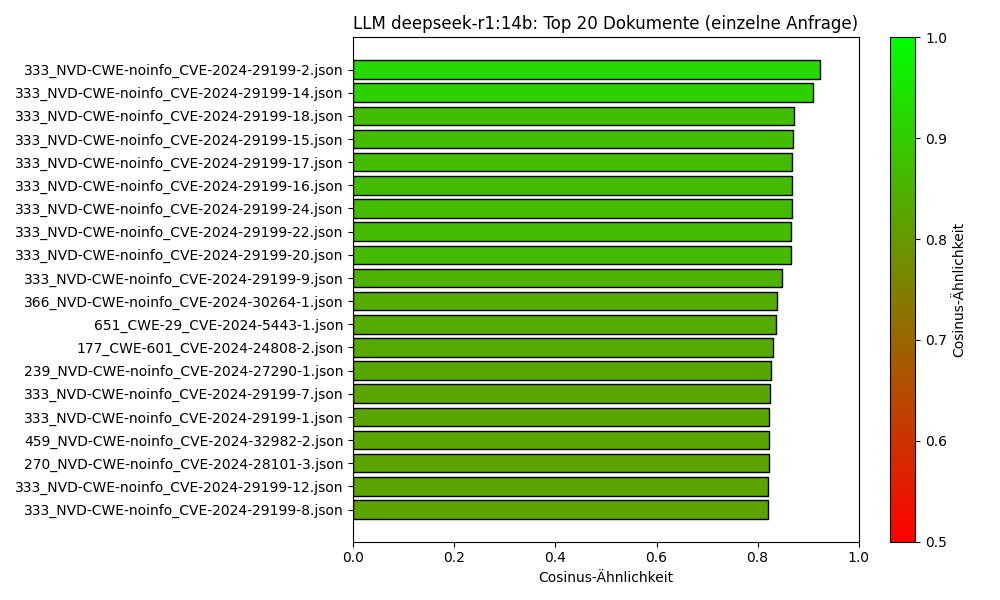 LLM deepseek-r1:14b: Top 20 Dokumente (einzelne Anfrage)
333_NVD-CWE-noinfo_CVE-2024-29199-2.json
333_NVD-CWE-noinfo_CVE-2024-29199-14.json
333_NVD-CWE-noinfo_CVE-2024-29199-18.json
333_NVD-CWE-noinfo_CVE-2024-29199-15.json
333_NVD-CWE-noinfo_CVE-2024-29199-17.json
333_NVD-CWE-noinfo_CVE-2024-29199-16.json
333_NVD-CWE-noinfo_CVE-2024-29199-24.json
333_NVD-CWE-noinfo_CVE-2024-29199-22.json
333_NVD-CWE-noinfo_CVE-2024-29199-20.json
333_NVD-CWE-noinfo_CVE-2024-29199-9.json
366_NVD-CWE-noinfo_CVE-2024-30264-1.json
651_CWE-29_CVE-2024-5443-1.json
177_CWE-601_CVE-2024-24808-2.json
239_NVD-CWE-noinfo_CVE-2024-27290-1.json
333_NVD-CWE-noinfo_CVE-2024-29199-7.json
333_NVD-CWE-noinfo_CVE-2024-29199-1.json
459_NVD-CWE-noinfo_CVE-2024-32982-2.json
270_NVD-CWE-noinfo_CVE-2024-28101-3.json
333_NVD-CWE-noinfo_CVE-2024-29199-12.json
333_NVD-CWE-noinfo_CVE-2024-29199-8.json
0.0 0.2 0.4 0.6 0.8 1.0
Cosinus-Ähnlichkeit
1.0
0.9
0.8
0.7
0.6
0.5
Cosinus-Ähnlichkeit